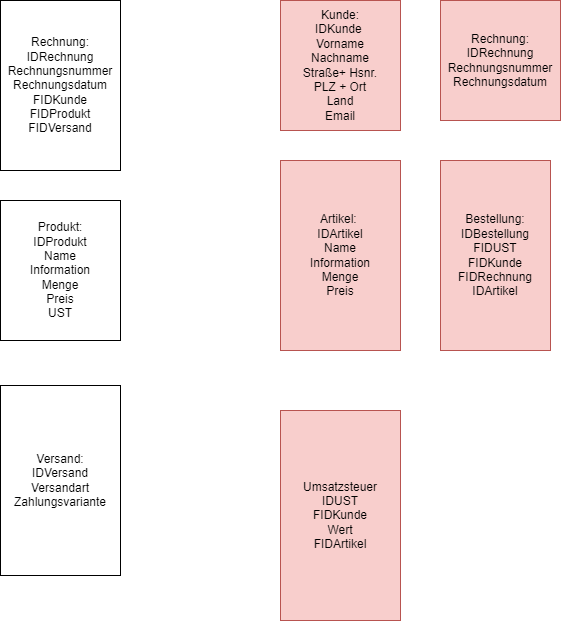 Rechnung:
IDRechnung
Rechnungsnummer
Rechnungsdatum
FIDKunde
FIDProdukt
FIDVersand
Produkt:
IDProdukt
Name
Information
Menge
Preis
UST
Versand:
IDVersand
Versandart
Zahlungsvariante
Kunde:
IDKunde
Vorname
Nachname
Straße+ Hsnr.
PLZ + Ort
Land
Email
Rechnung:
IDRechnung
Rechnungsnummer
Rechnungsdatum
Artikel:
IDArtikel
Name
Information
Menge
Preis
Bestellung:
IDBestellung
FIDUST
FIDKunde
FIDRechnung
IDArtikel
Umsatzsteuer
IDUST
FIDKunde
Wert
FIDArtikel